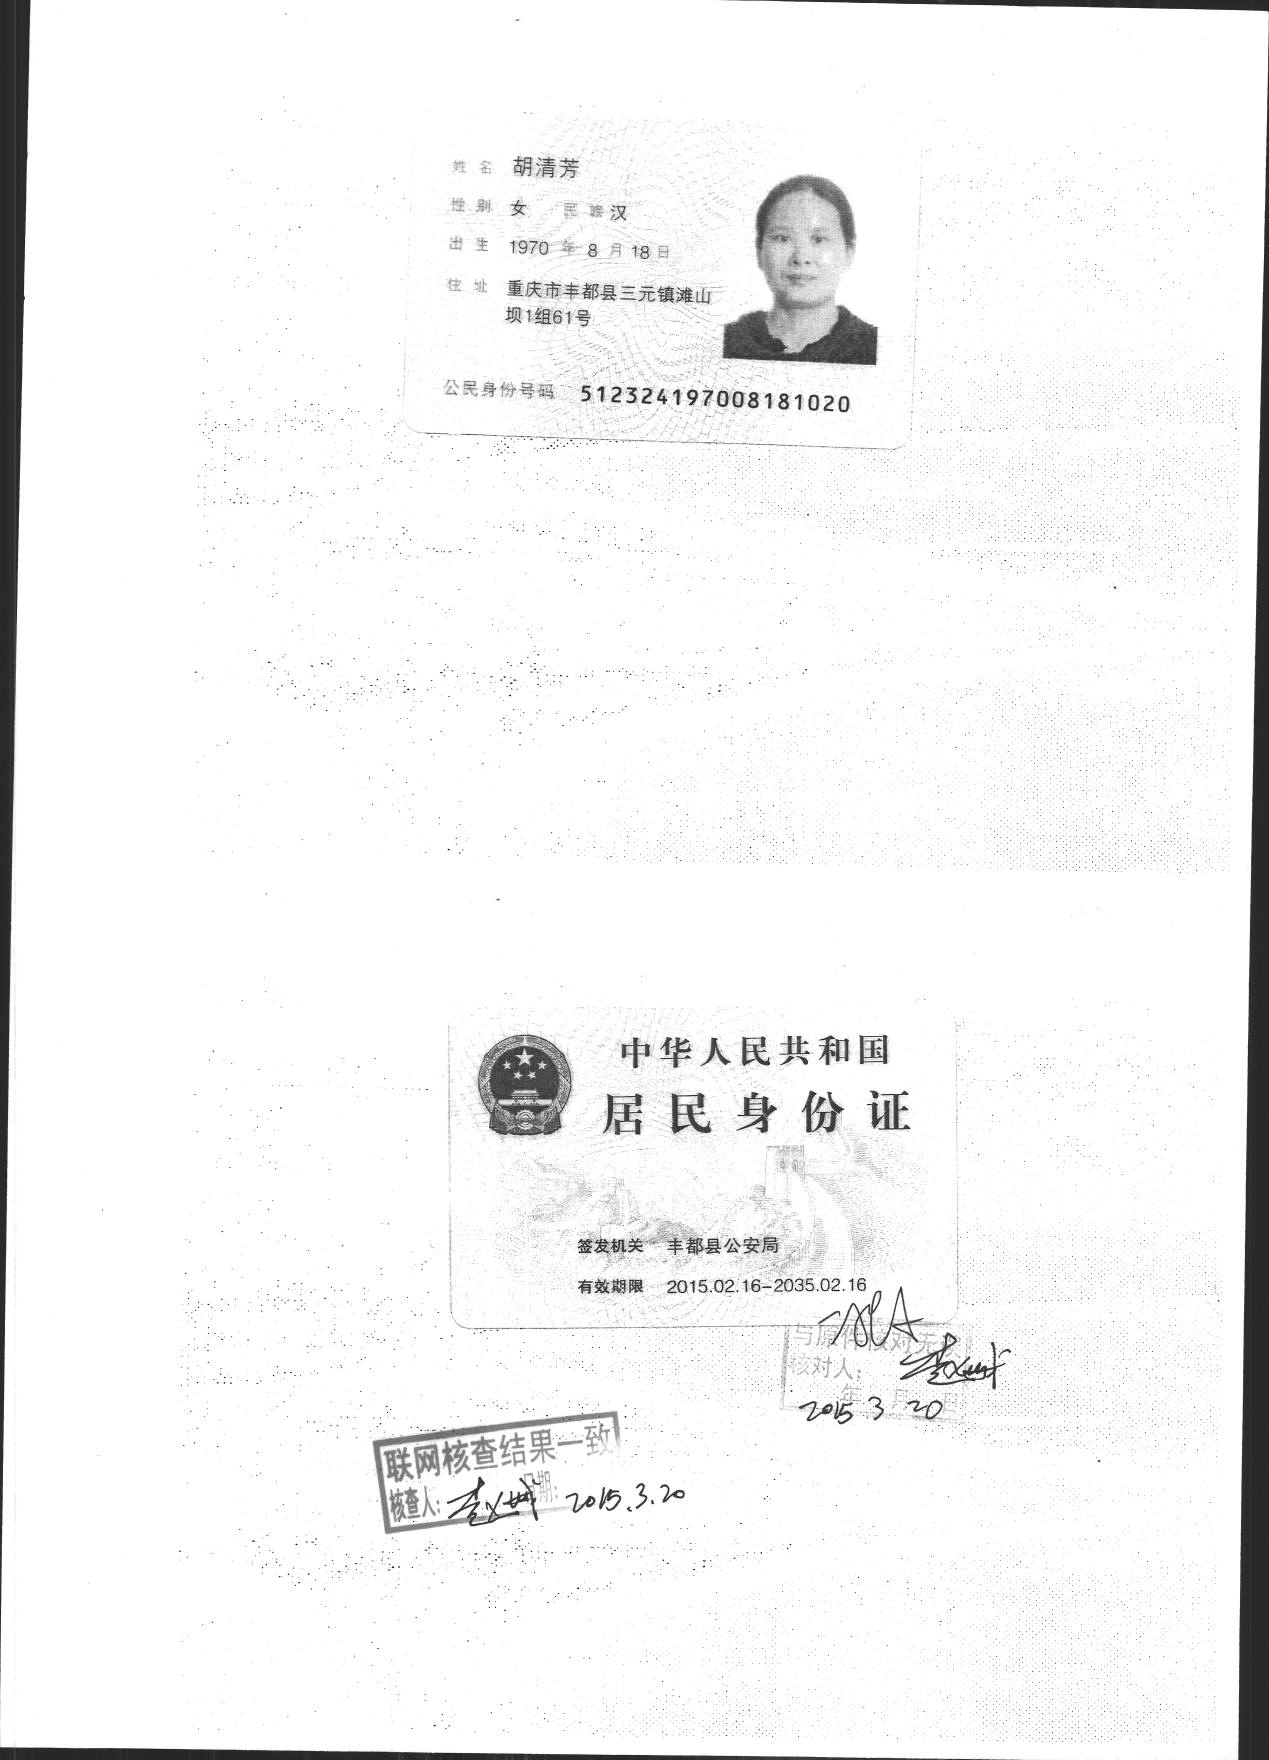 姓名 胡清芳
性别 女 民族 汉
出生 1970 年 8 月 18 日
住址 重庆市丰都县三元镇滩山
坝1组61号
公民身份号码 512324197008181020
中华人民共和国
居民身份证
签发机关 丰都县公安局
有效期限 2015.02.16-2035.02.16
与原件核对无
核对人:
年 月 日
2015 3 20
联网核查结果一致
核查人: 日期: 2015.3.20